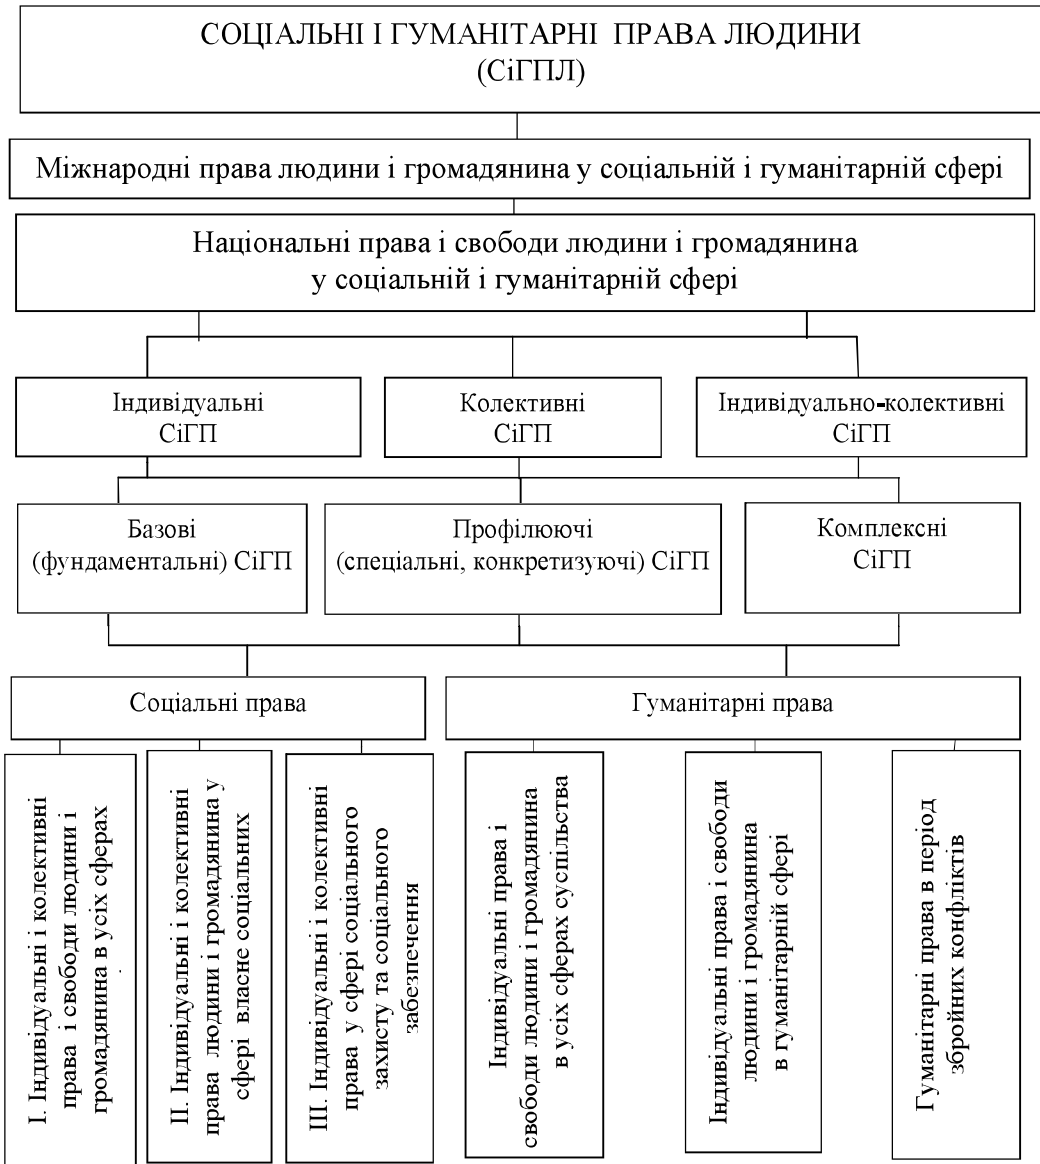 СОЦІАЛЬНІ І ГУМАНІТАРНІ ПРАВА ЛЮДИНИ
(СіГПЛ)
Міжнародні права людини і громадянина у соціальній і гуманітарній сфері
Національні права і свободи людини і громадянина
у соціальній і гуманітарній сфері
Індивідуальні
СіГП
Колективні
СіГП
Індивідуально-колективні
СіГП
Базові
(фундаментальні) СіГП
Профілюючі
(спеціальні, конкретизуючі) СіГП
Комплексні
СіГП
Соціальні права
Гуманітарні права
І. Індивідуальні і колективні
права і свободи людини і
громадянина в усіх сферах
ІІ. Індивідуальні і колективні
права людини і громадянина у
сфері власне соціальних
ІІІ. Індивідуальні і колективні
права у сфері соціального
захисту та соціального
забезпечення
Індивідуальні права і
свободи людини і громадянина
в усіх сферах суспільства
Індивідуальні права і свободи
людини і громадянина
в гуманітарній сфері
Гуманітарні права в період
збройних конфліктів